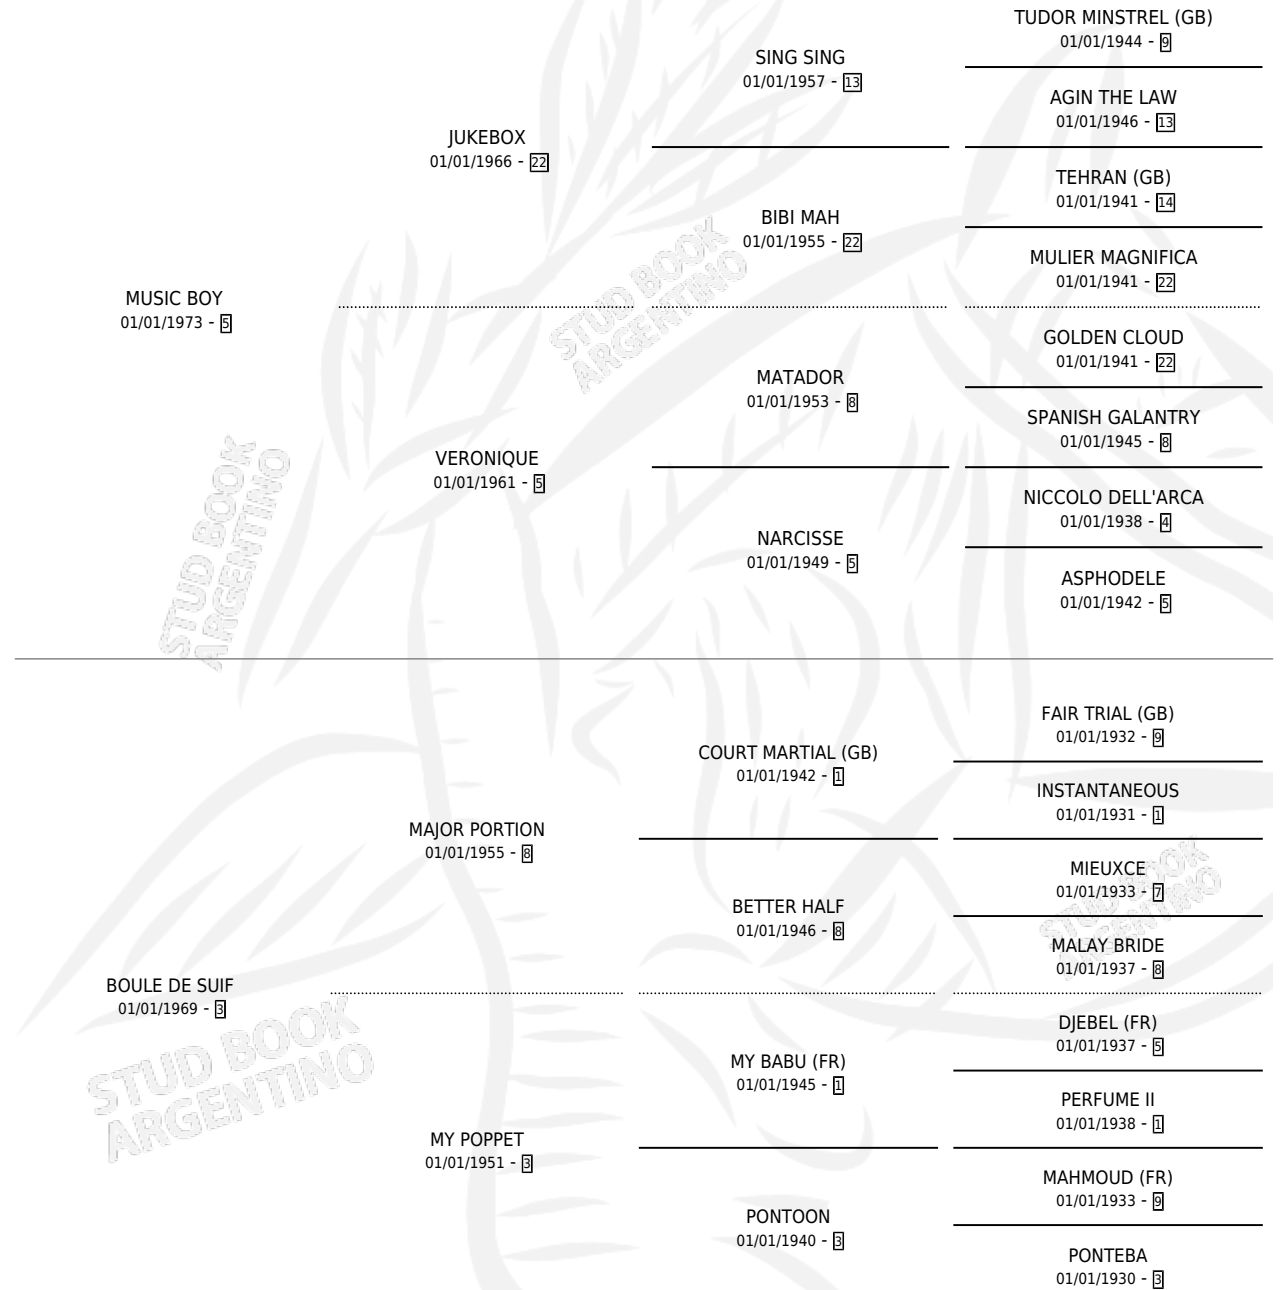 TUDOR MINSTREL (GB)
01/01/1944 - 9
SING SING
01/01/1957 - 13
AGIN THE LAW
01/01/1946 - 13
JUKEBOX
01/01/1966 - 22
TEHRAN (GB)
01/01/1941 - 14
BIBI MAH
01/01/1955 - 22
MULIER MAGNIFICA
01/01/1941 - 22
MUSIC BOY
01/01/1973 - 5
STUD BOOK
ARGENTINO
GOLDEN CLOUD
01/01/1941 - 22
MATADOR
01/01/1953 - 8
SPANISH GALANTRY
01/01/1945 - 8
VERONIQUE
01/01/1961 - 5
NICCOLO DELL'ARCA
01/01/1938 - 4
NARCISSE
01/01/1949 - 5
ASPHODELE
01/01/1942 - 5
STUD BOOK
ARGENTINO
FAIR TRIAL (GB)
01/01/1932 - 9
COURT MARTIAL (GB)
01/01/1942 - 1
INSTANTANEOUS
01/01/1931 - 1
MAJOR PORTION
01/01/1955 - 8
MIEUXCE
01/01/1933 - 7
BETTER HALF
01/01/1946 - 8
STUD BOOK
ARGENTINO
MALAY BRIDE
01/01/1937 - 8
BOULE DE SUIF
01/01/1969 - 3
STUD BOOK
ARGENTINO
DJEBEL (FR)
01/01/1937 - 5
MY BABU (FR)
01/01/1945 - 1
PERFUME II
01/01/1938 - 1
MY POPPET
01/01/1951 - 3
MAHMOUD (FR)
01/01/1933 - 9
PONTOON
01/01/1940 - 3
PONTEBA
01/01/1930 - 3